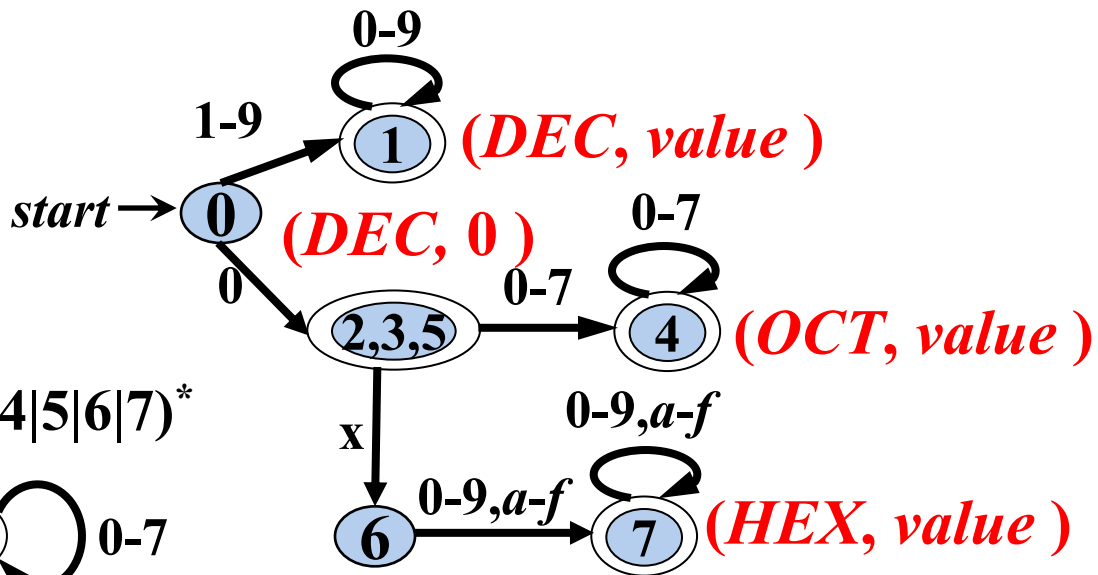 0-9
1-9
1
(DEC, value )
start
0
(DEC, 0 )
0-7
0
0-7
2,3,5
4
(OCT, value )
4|5|6|7)*
0-9,a-f
x
0-9,a-f
0-7
6
7
(HEX, value )